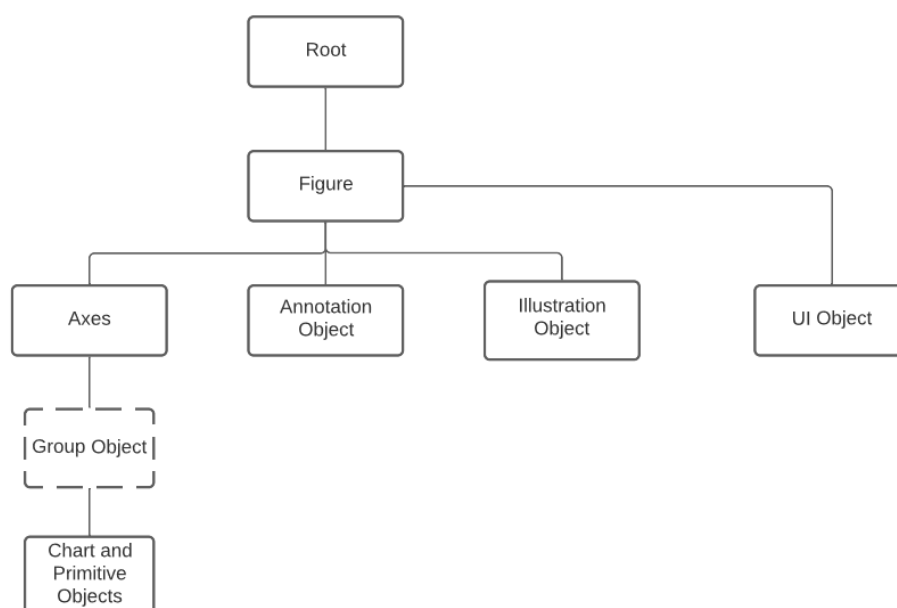 Root
Figure
Axes
Annotation
Object
Illustration
Object
UI Object
Group Object
Chart and
Primitive
Objects